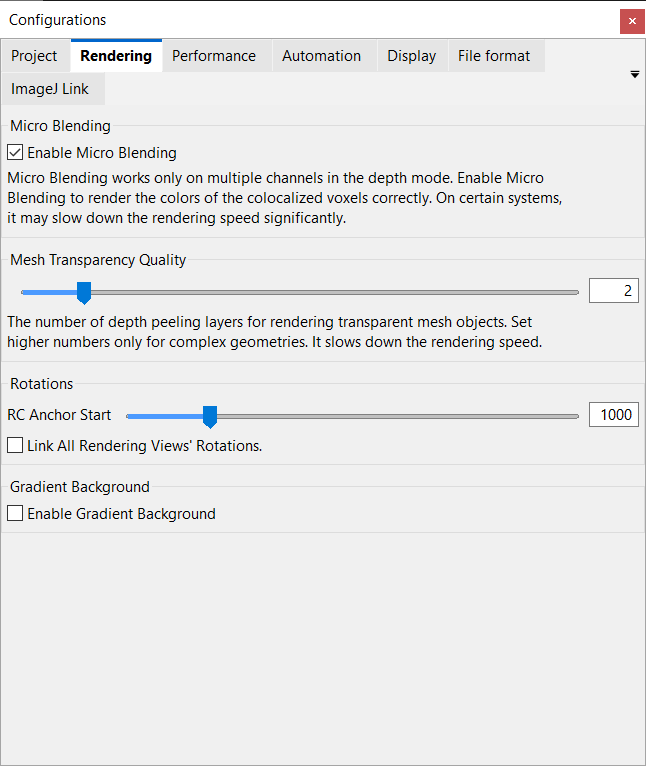 Configurations
Project Rendering Performance Automation Display File format
ImageJ Link
Micro Blending
Enable Micro Blending
Micro Blending works only on multiple channels in the depth mode. Enable Micro
Blending to render the colors of the colocalized voxels correctly. On certain systems,
it may slow down the rendering speed significantly.
Mesh Transparency Quality
2
The number of depth peeling layers for rendering transparent mesh objects. Set
higher numbers only for complex geometries. It slows down the rendering speed.
Rotations
RC Anchor Start 1000
Link All Rendering Views' Rotations.
Gradient Background
Enable Gradient Background